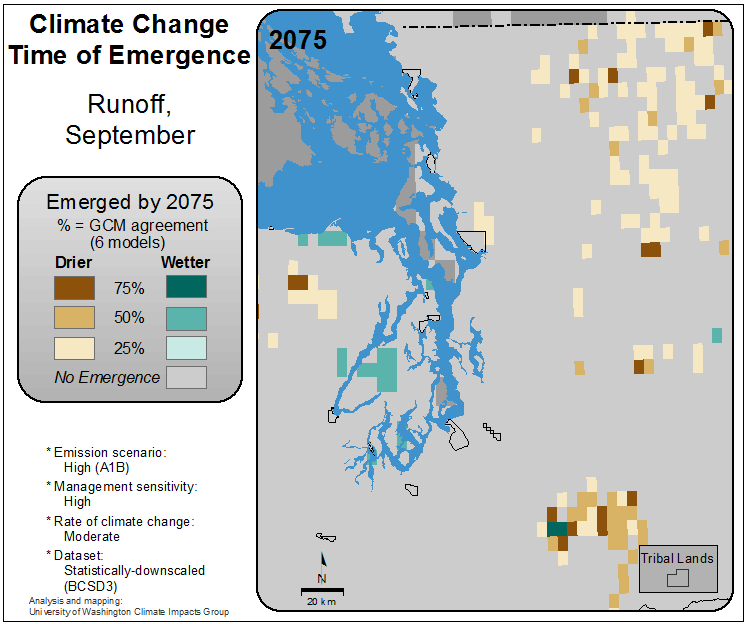 Climate Change
Time of Emergence
Runoff,
September
Emerged by 2075
% = GCM agreement
(6 models)
Drier Wetter
75%
50%
25%
No Emergence
* Emission scenario:
High (A1B)
* Management sensitivity:
High
* Rate of climate change:
Moderate
* Dataset:
Statistically-downscaled
(BCSD3)
Analysis and mapping:
University of Washington Climate Impacts Group
2075
N
20 km
Tribal Lands